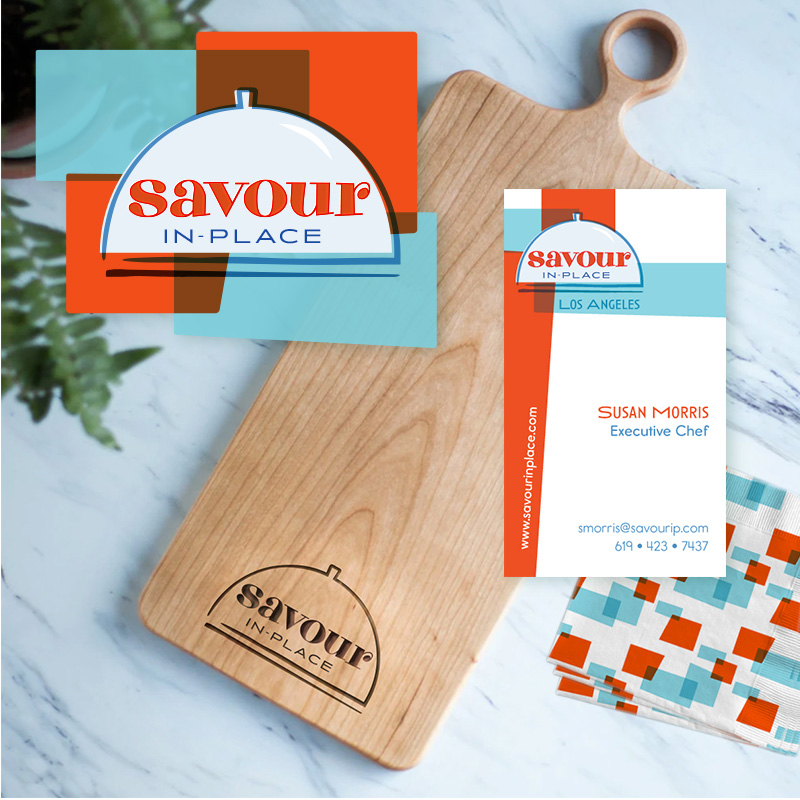 savour
IN-PLACE
savour
IN-PLACE
LOS ANGELES
SUSAN MORRIS
Executive Chef
www.savourinplace.com
smorris@savourip.com
619 • 423 • 7437
savour
IN-PLACE